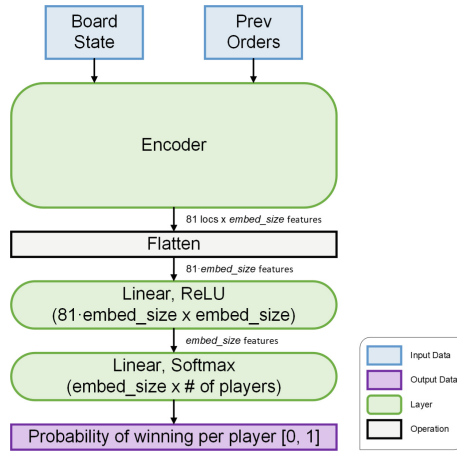 Board
State
Prev
Orders
Encoder
81 locs x embed_size features
Flatten
81·embed_size features
Linear, ReLU
(81·embed_size x embed_size)
embed_size features
Linear, Softmax
(embed_size x # of players)
Probability of winning per player [0, 1]
Input Data
Output Data
Layer
Operation